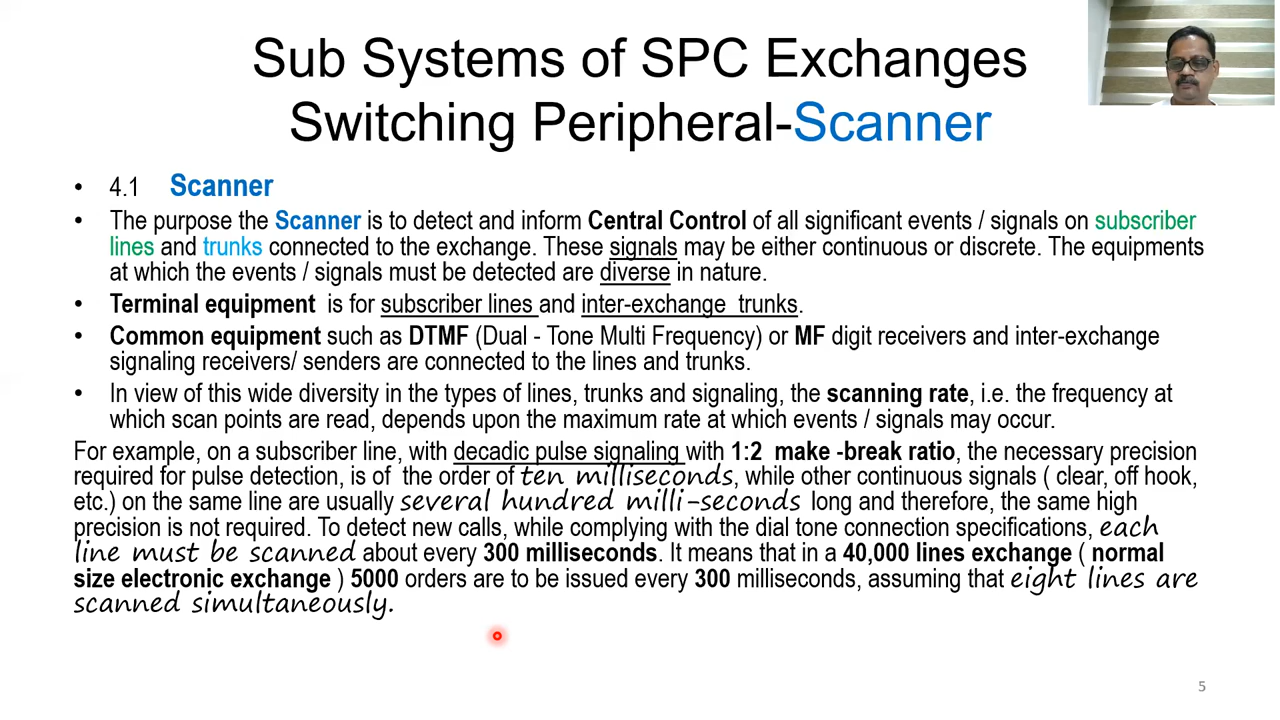 Sub Systems of SPC Exchanges
Switching Peripheral-Scanner
• 4.1 Scanner
• The purpose the Scanner is to detect and inform Central Control of all significant events / signals on subscriber
lines and trunks connected to the exchange. These signals may be either continuous or discrete. The equipments
at which the events / signals must be detected are diverse in nature.
• Terminal equipment is for subscriber lines and inter-exchange trunks.
• Common equipment such as DTMF (Dual - Tone Multi Frequency) or MF digit receivers and inter-exchange
signaling receivers/ senders are connected to the lines and trunks.
• In view of this wide diversity in the types of lines, trunks and signaling, the scanning rate, i.e. the frequency at
which scan points are read, depends upon the maximum rate at which events / signals may occur.
For example, on a subscriber line, with decadic pulse signaling with 1:2 make -break ratio, the necessary precision
required for pulse detection, is of the order of ten milliseconds, while other continuous signals ( clear, off hook,
etc.) on the same line are usually several hundred milli-seconds long and therefore, the same high
precision is not required. To detect new calls, while complying with the dial tone connection specifications, each
line must be scanned about every 300 milliseconds. It means that in a 40,000 lines exchange ( normal
size electronic exchange ) 5000 orders are to be issued every 300 milliseconds, assuming that eight lines are
scanned simultaneously.
5